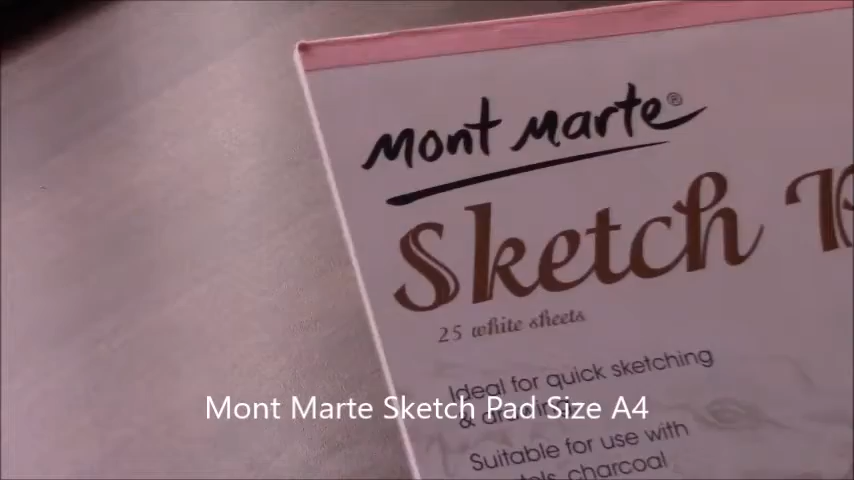 mont marte®
Sketch
25 white sheets
Ideal for quick sketching
&
Mont Marte Sketch Pad Size A4
Suitable for use with
charcoal